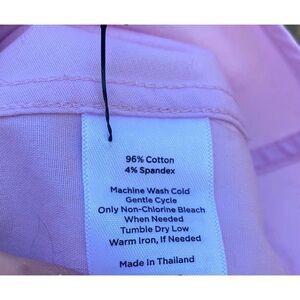 96% Cotton
4% Spandex
Machine Wash Cold
Gentle Cycle
Only Non-Chlorine Bleach
When Needed
Tumble Dry Low
Warm Iron, If Needed
Made In Thailand